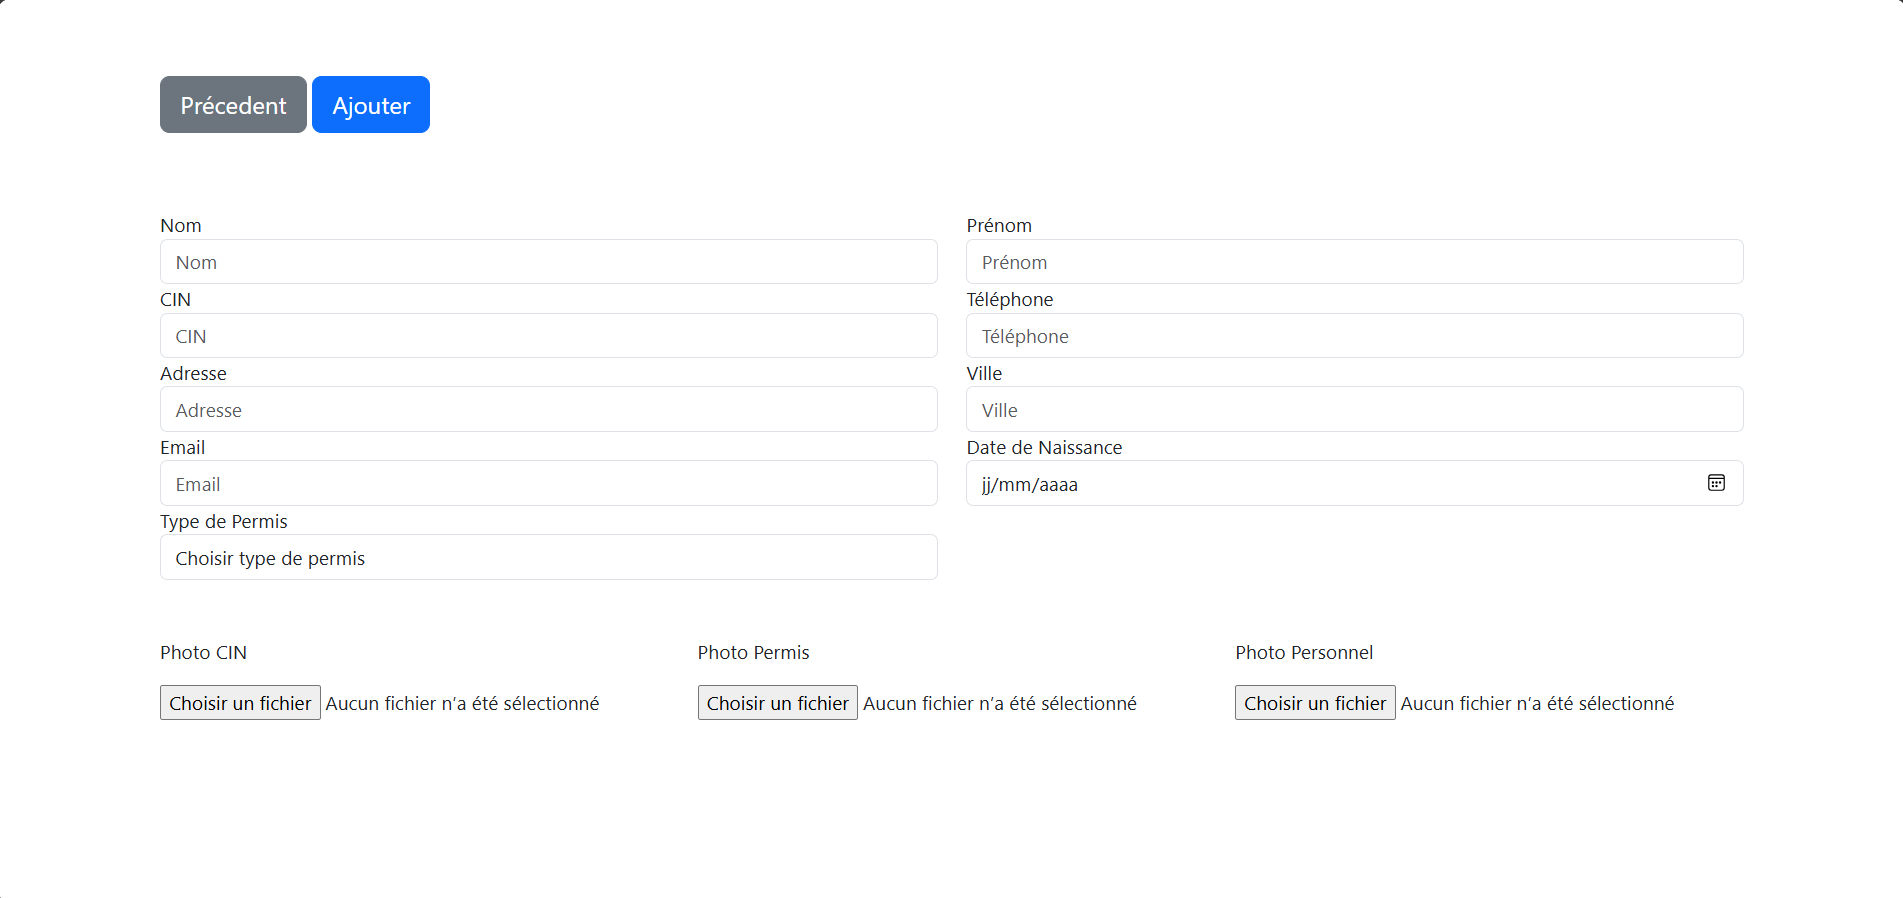 Précedent Ajouter
Nom Prénom
Nom Prénom
CIN Téléphone
CIN Téléphone
Adresse Ville
Adresse Ville
Email Date de Naissance
Email jj/mm/aaaa
Type de Permis
Choisir type de permis
Photo CIN Photo Permis Photo Personnel
Choisir un fichier Aucun fichier n’a été sélectionné Choisir un fichier Aucun fichier n’a été sélectionné Choisir un fichier Aucun fichier n’a été sélectionné